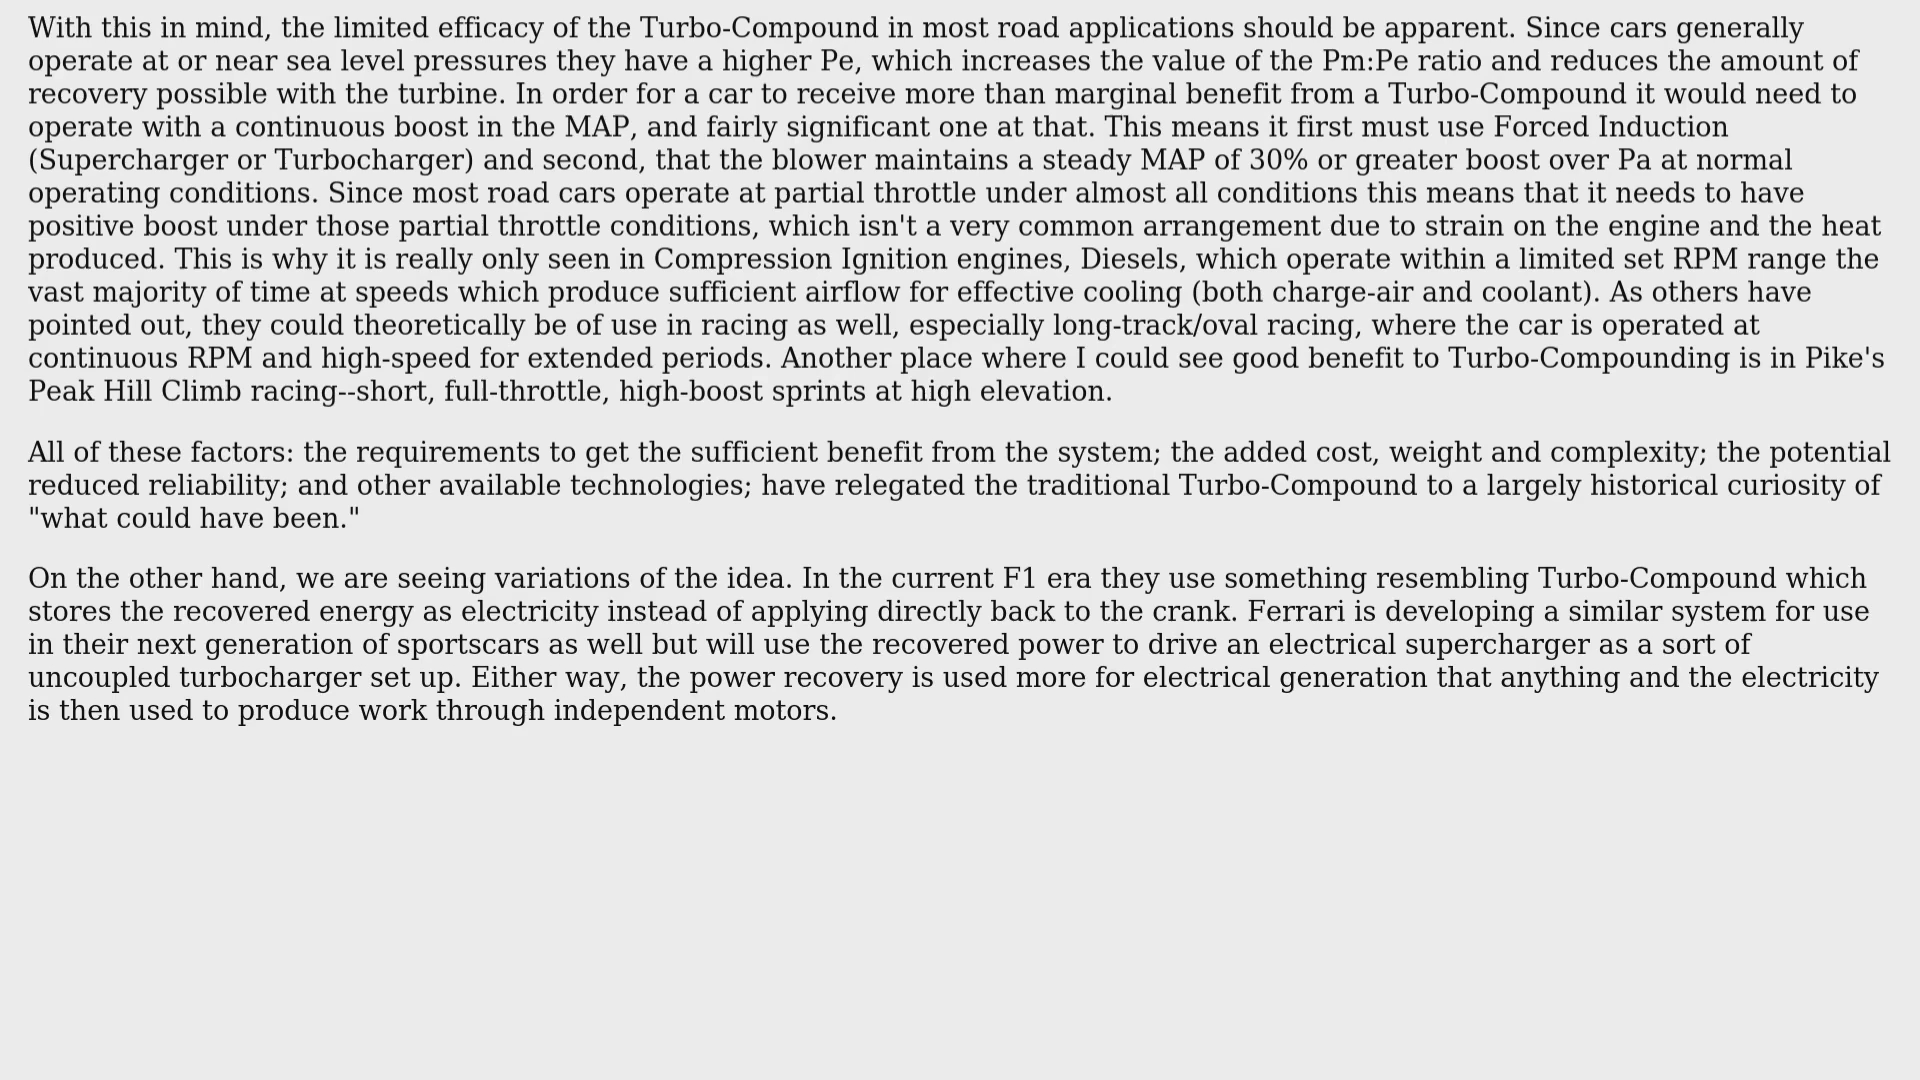 With this in mind, the limited efficacy of the Turbo-Compound in most road applications should be apparent. Since cars generally
operate at or near sea level pressures they have a higher Pe, which increases the value of the Pm:Pe ratio and reduces the amount of
recovery possible with the turbine. In order for a car to receive more than marginal benefit from a Turbo-Compound it would need to
operate with a continuous boost in the MAP, and fairly significant one at that. This means it first must use Forced Induction
(Supercharger or Turbocharger) and second, that the blower maintains a steady MAP of 30% or greater boost over Pa at normal
operating conditions. Since most road cars operate at partial throttle under almost all conditions this means that it needs to have
positive boost under those partial throttle conditions, which isn't a very common arrangement due to strain on the engine and the heat
produced. This is why it is really only seen in Compression Ignition engines, Diesels, which operate within a limited set RPM range the
vast majority of time at speeds which produce sufficient airflow for effective cooling (both charge-air and coolant). As others have
pointed out, they could theoretically be of use in racing as well, especially long-track/oval racing, where the car is operated at
continuous RPM and high-speed for extended periods. Another place where I could see good benefit to Turbo-Compounding is in Pike's
Peak Hill Climb racing--short, full-throttle, high-boost sprints at high elevation.
All of these factors: the requirements to get the sufficient benefit from the system; the added cost, weight and complexity; the potential
reduced reliability; and other available technologies; have relegated the traditional Turbo-Compound to a largely historical curiosity of
"what could have been."
On the other hand, we are seeing variations of the idea. In the current F1 era they use something resembling Turbo-Compound which
stores the recovered energy as electricity instead of applying directly back to the crank. Ferrari is developing a similar system for use
in their next generation of sportscars as well but will use the recovered power to drive an electrical supercharger as a sort of
uncoupled turbocharger set up. Either way, the power recovery is used more for electrical generation that anything and the electricity
is then used to produce work through independent motors.